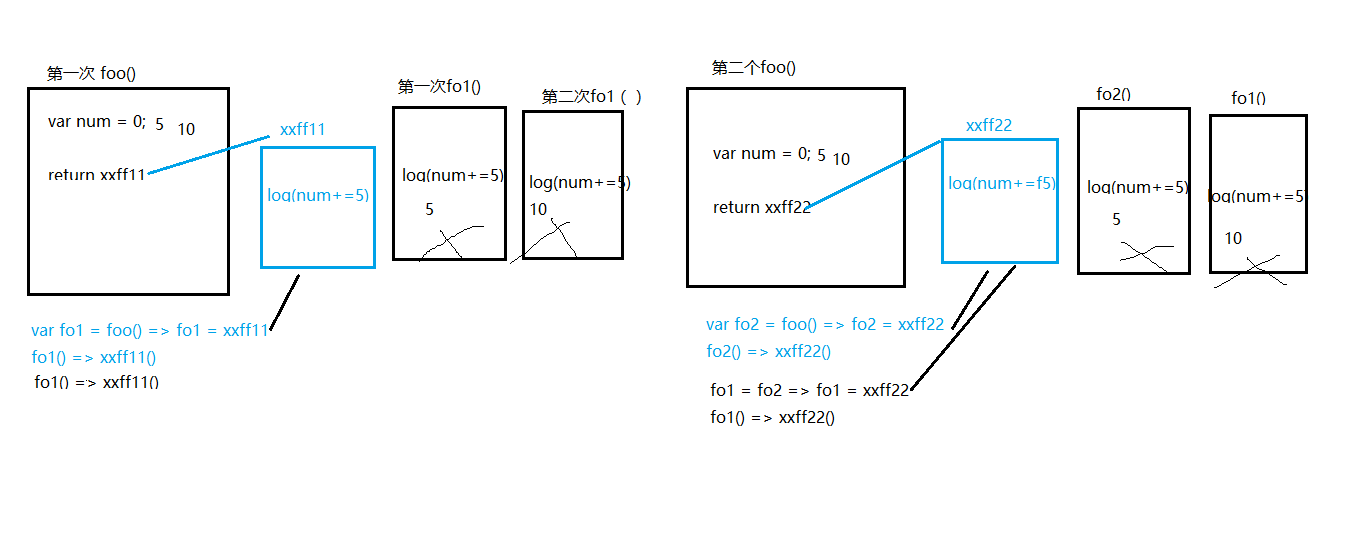 第一次 foo()
var num = 0; 5 10
return xxff11
xxff11
log(num+=5)
第一次fo1()
log(num+=5)
5
第二次fo1 ( )
log(num+=5)
10
var fo1 = foo() => fo1 = xxff11
fo1() => xxff11()
fo1() => xxff11()
第二个foo()
var num = 0; 5 10
return xxff22
xxff22
log(num+=f5)
fo2()
log(num+=5)
5
fo1()
log(num+=5)
10
var fo2 = foo() => fo2 = xxff22
fo2() => xxff22()
fo1 = fo2 => fo1 = xxff22
fo1() => xxff22()